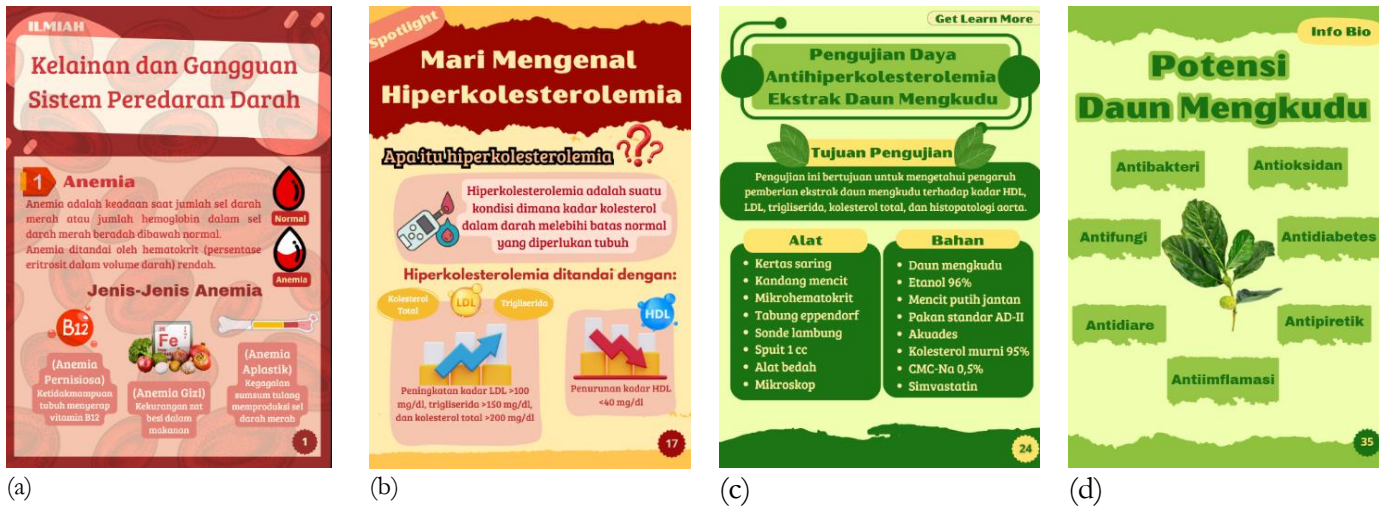 ILMIAH
Kelainan dan Gangguan
Sistem Peredaran Darah
1 Anemia
Anemia adalah keadaan saat jumlah sel darah
merah atau jumlah hemoglobin dalam sel
darah merah beradah dibawah normal.
Anemia ditandai oleh hematokrit (persentase
eritrosit dalam volume darah) rendah.
Normal
Anemia
Jenis-Jenis Anemia
B12
(Anemia
Pernisiosa)
Ketidakmampuan
tubuh menyerap
vitamin B12
Fe
(Anemia Gizi)
Kekurangan zat
besi dalam
makanan
(Anemia
Aplastik)
Kegagalan
sumsum tulang
memproduksi sel
darah merah
1
(a)
Spotlight
Mari Mengenal
Hiperkolesterolemia
Apa itu hiperkolesterolemia ???
Hiperkolesterolemia adalah suatu
kondisi dimana kadar kolesterol
dalam darah melebihi batas normal
yang diperlukan tubuh
Hiperkolesterolemia ditandai dengan:
Kolesterol
Total
LDL
Trigliserida
HDL
Peningkatan kadar LDL >100
mg/dl, trigliserida >150 mg/dl,
dan kolesterol total >200 mg/dl
Penurunan kadar HDL
<40 mg/dl
17
(b)
Get Learn More
Pengujian Daya
Antihiperkolesterolemia
Ekstrak Daun Mengkudu
Tujuan Pengujian
Pengujian ini bertujuan untuk mengetahui pengaruh
pemberian ekstrak daun mengkudu terhadap kadar HDL,
LDL, trigliserida, kolesterol total, dan histopatologi aorta.
Alat
• Kertas saring
• Kandang mencit
• Mikrohematokrit
• Tabung eppendorf
• Sonde lambung
• Spuit 1 cc
• Alat bedah
• Mikroskop
Bahan
• Daun mengkudu
• Etanol 96%
• Mencit putih jantan
• Pakan standar AD-II
• Akuades
• Kolesterol murni 95%
• CMC-Na 0,5%
• Simvastatin
24
(c)
Info Bio
Potensi
Daun Mengkudu
Antibakteri
Antioksidan
Antifungi
Antidiabetes
Antidiare
Antipiretik
Antiimflamasi
35
(d)